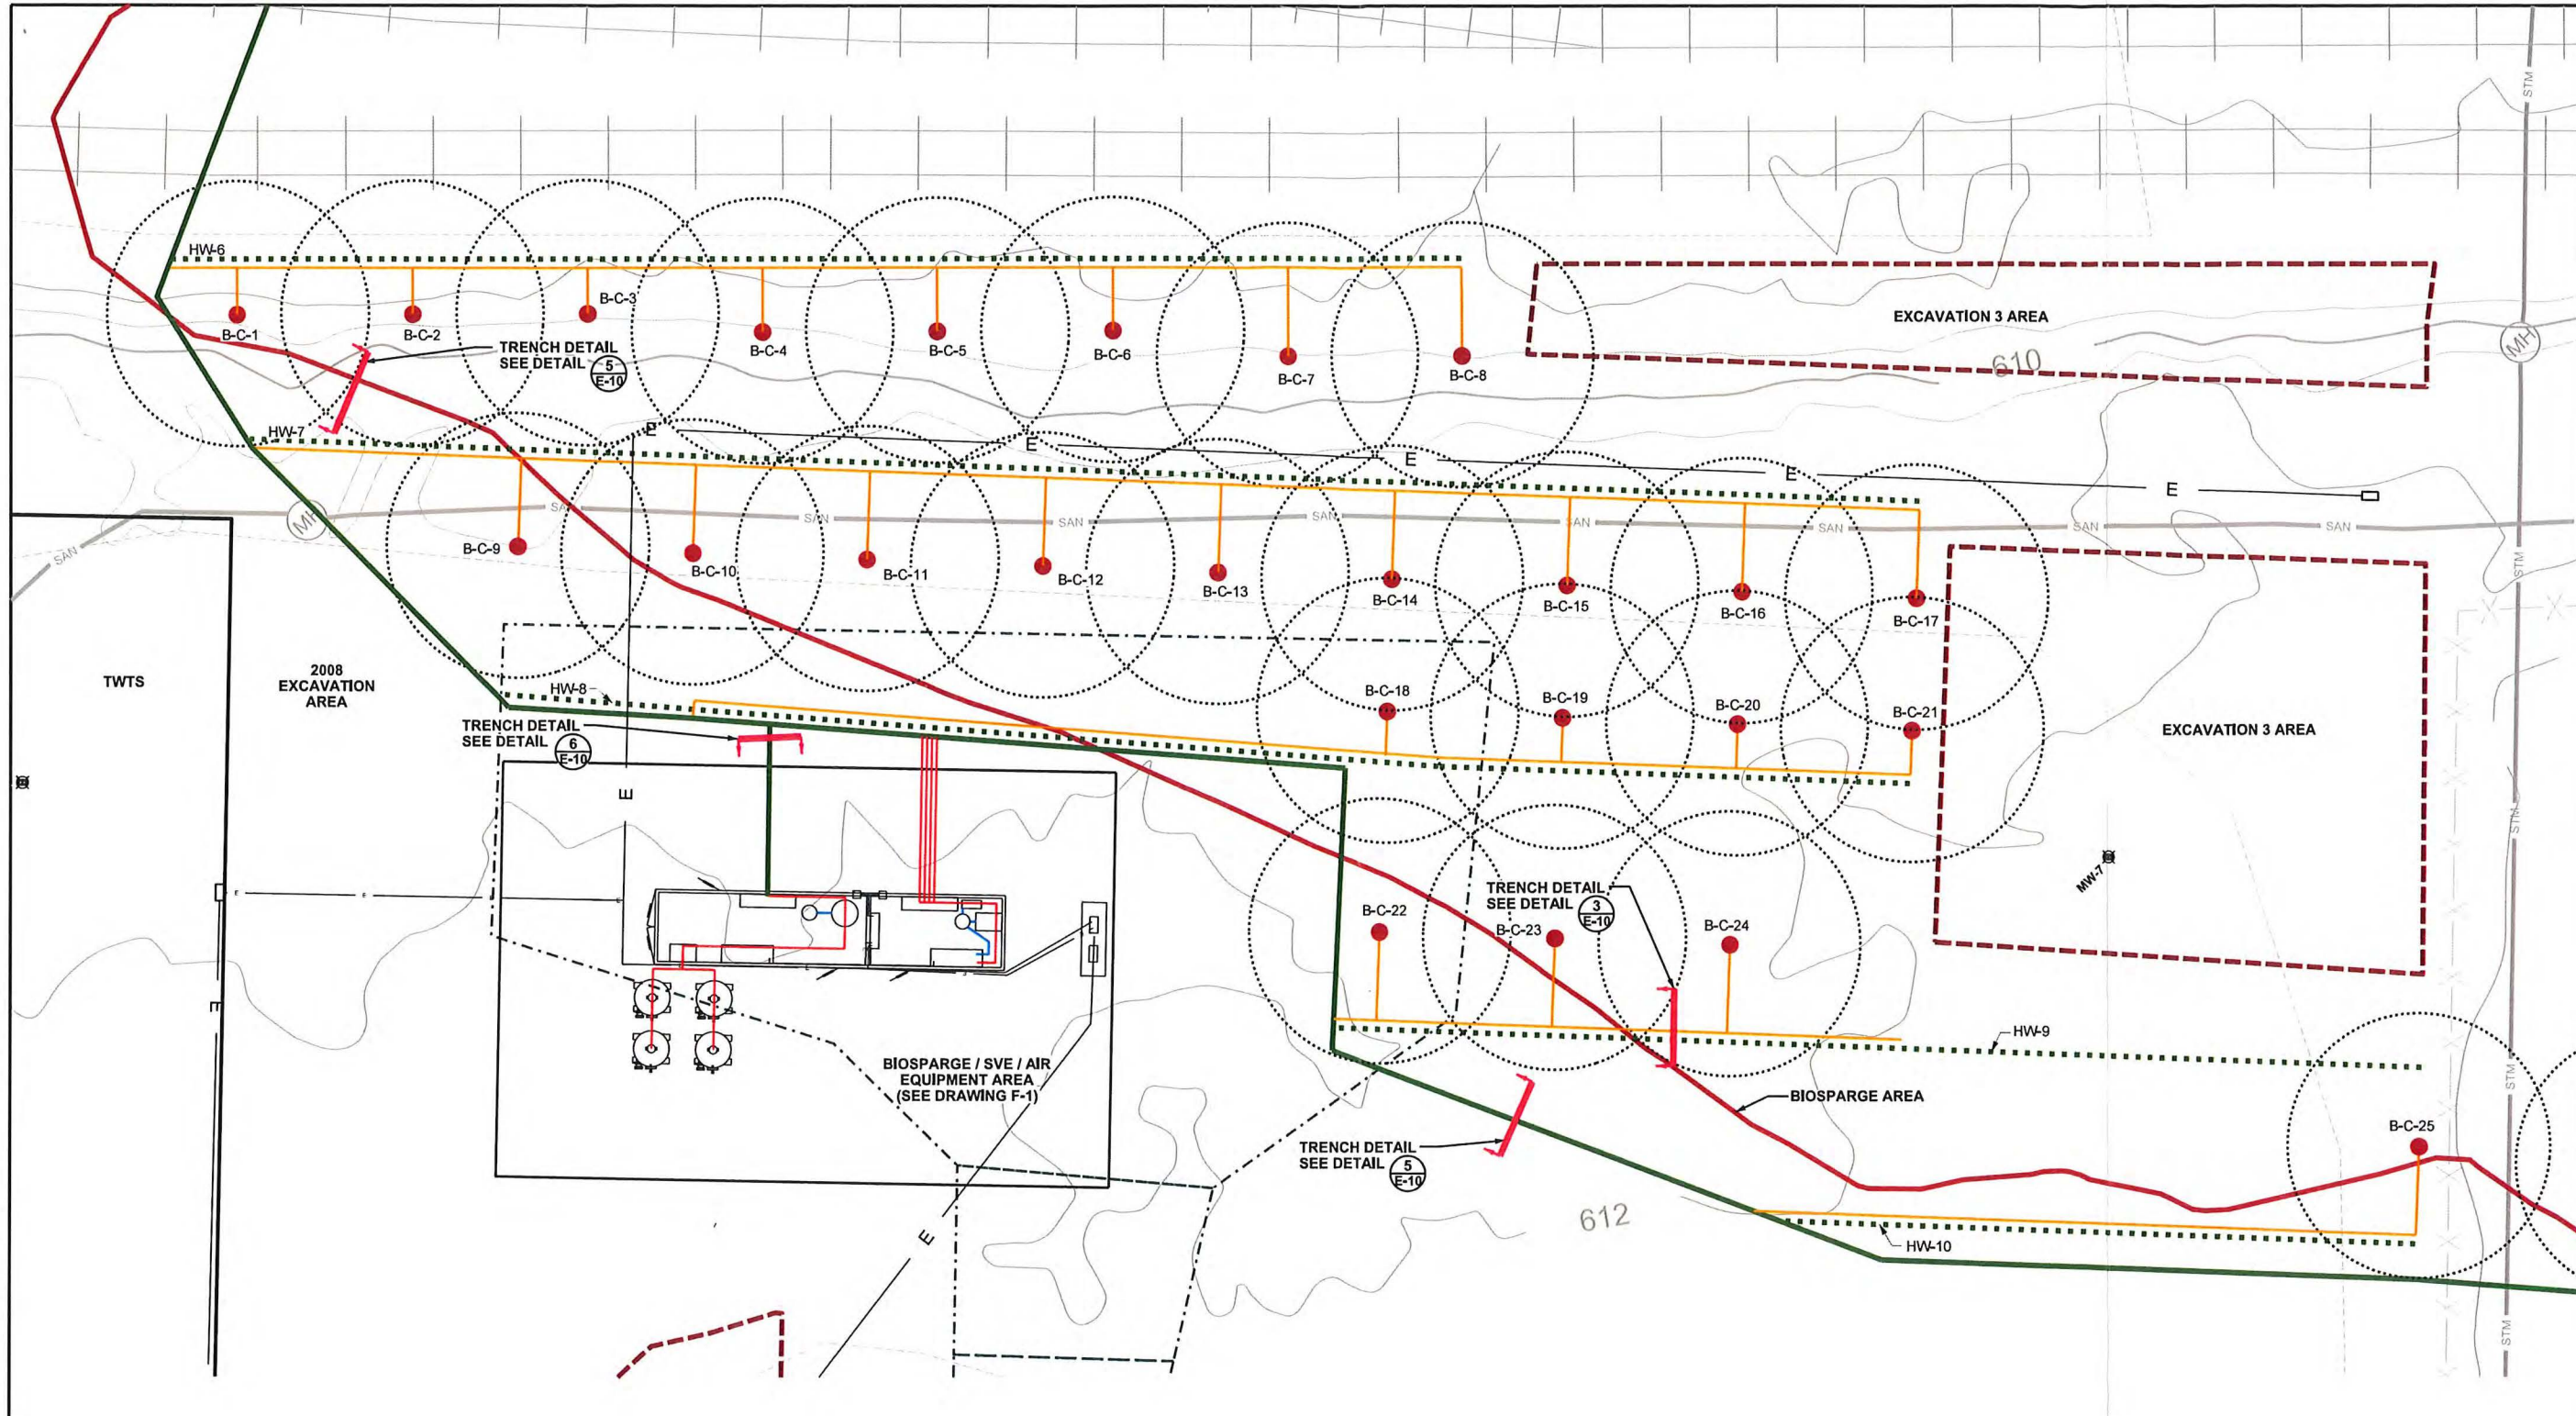 STM
HW-6
B-C-1
B-C-2
B-C-3
B-C-4
B-C-5
B-C-6
B-C-7
B-C-8
EXCAVATION 3 AREA
610
MH
TRENCH DETAIL
SEE DETAIL
5
E-10
HW-7
E
E
E
E
E
MH
SAN
SAN
SAN
SAN
SAN
SAN
SAN
SAN
SAN
STM
B-C-9
B-C-10
B-C-11
B-C-12
B-C-13
B-C-14
B-C-15
B-C-16
B-C-17
TWTS
2008
EXCAVATION
AREA
HW-8
B-C-18
B-C-19
B-C-20
B-C-21
TRENCH DETAIL
SEE DETAIL
6
E-10
EXCAVATION 3 AREA
E
STM
MW-7
TRENCH DETAIL
SEE DETAIL
3
E-10
B-C-22
B-C-23
B-C-24
E
E
HW-9
BIOSPARGE / SVE / AIR
EQUIPMENT AREA
(SEE DRAWING F-1)
BIOSPARGE AREA
STM
B-C-25
TRENCH DETAIL
SEE DETAIL
5
E-10
612
E
HW-10
STM